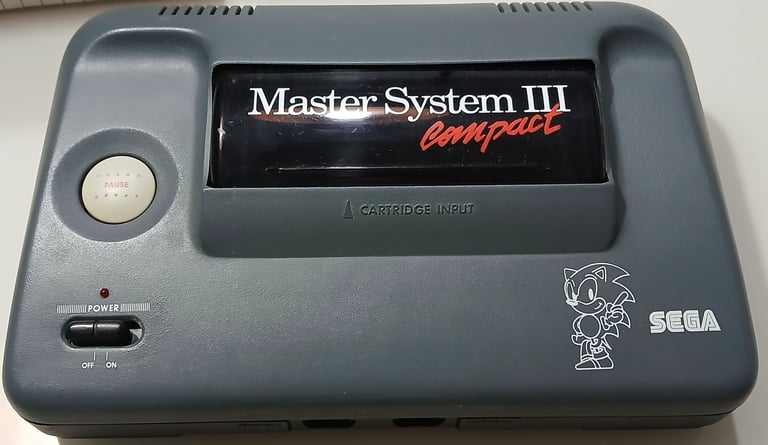 Master System III
compact
PAUSE
CARTRIDGE INPUT
POWER
OFF ON
SEGA